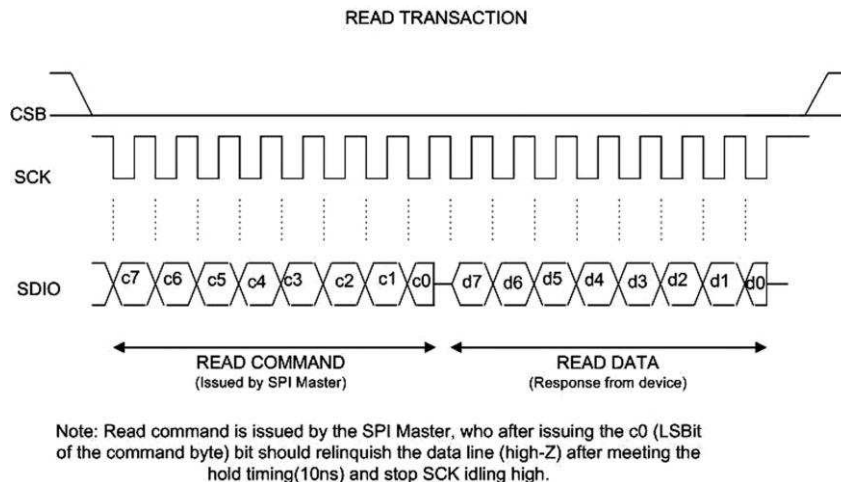 READ TRANSACTION
CSB
SCK
SDIO
c7 c6 c5 c4 c3 c2 c1 c0 d7 d6 d5 d4 d3 d2 d1 d0
READ COMMAND
(Issued by SPI Master)
READ DATA
(Response from device)
Note: Read command is issued by the SPI Master, who after issuing the c0 (LSBit
of the command byte) bit should relinquish the data line (high-Z) after meeting the
hold timing(10ns) and stop SCK idling high.